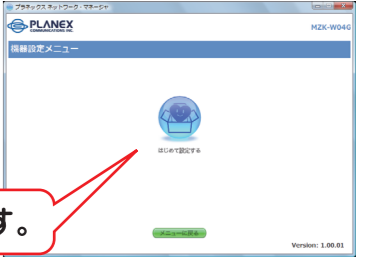 プラネックス ネットワーク・マネージャ
PLANEX
COMMUNICATIONS INC.
MZK-W04G
機器設定メニュー
はじめて設定する
す。
メニューに戻る
Version: 1.00.01